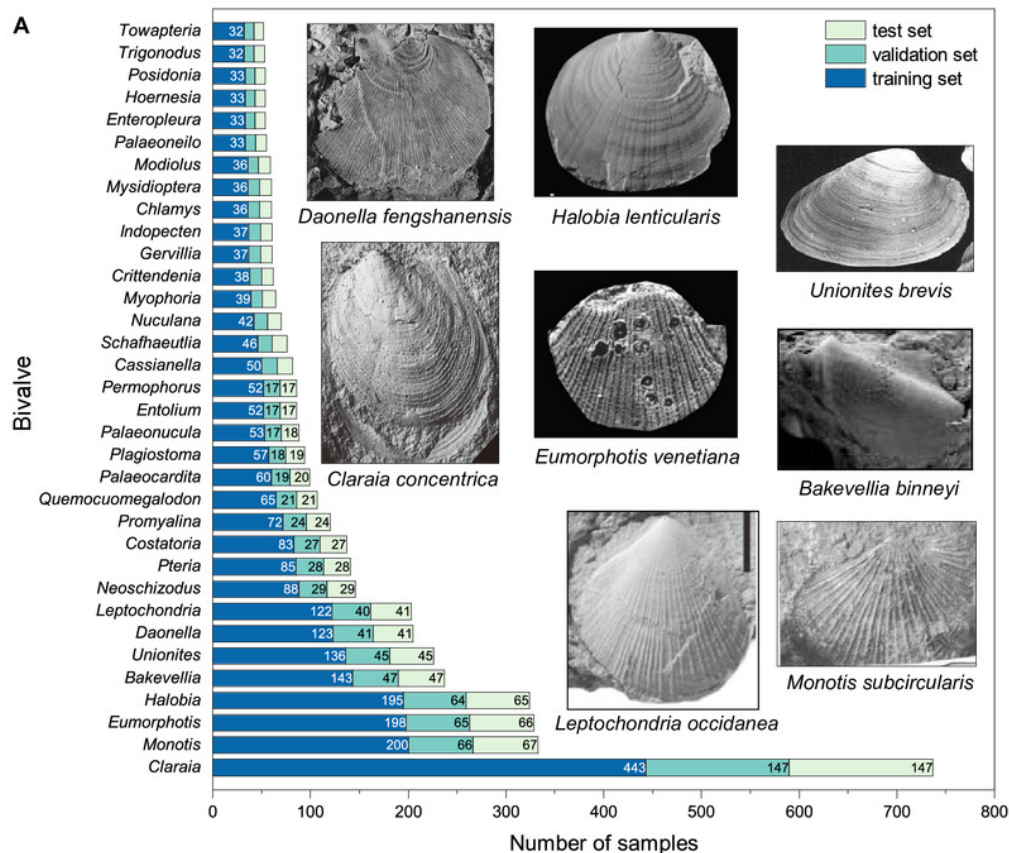 A
test set
validation set
training set
Towapteria 32
Trigonodus 32
Posidonia 33
Hoernesia 33
Enteropleura 33
Palaeoneilo 33
Modiolus 36
Mysidioptera 36
Chlamys 36
Indopecten 37
Gervillia 37
Crittendenia 38
Myophoria 39
Nuculana 42
Schafhaeutlia 46
Cassianella 50
Permophorus 52 17 17
Entolium 52 17 17
Palaeonucula 53 17 18
Plagiostoma 57 18 19
Palaeocardita 60 19 20
Quemocuomegalodon 65 21 21
Promyalina 72 24 24
Costatoria 83 27 27
Pteria 85 28 28
Neoschizodus 88 29 29
Leptochondria 122 40 41
Daonella 123 41 41
Unionites 136 45 45
Bakevellia 143 47 47
Halobia 195 64 65
Eumorphotis 198 65 66
Monotis 200 66 67
Claraia 443 147 147
Bivalve
Daonella fengshanensis
Halobia lenticularis
Unionites brevis
Claraia concentrica
Eumorphotis venetiana
Bakevellia binneyi
Leptochondria occidanea
Monotis subcircularis
0 100 200 300 400 500 600 700 800
Number of samples